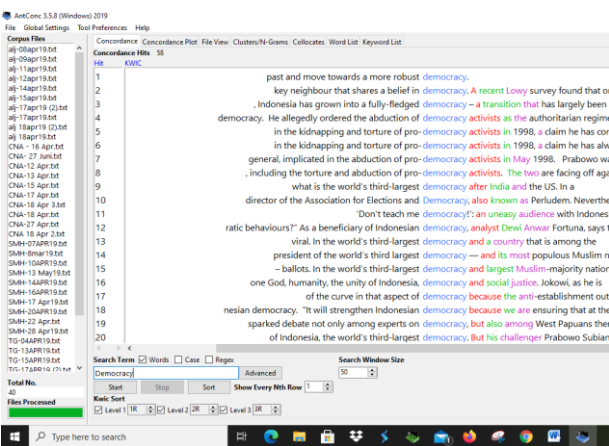 AntConc 3.5.8 (Windows) 2019
File Global Settings Tool Preferences Help
Corpus Files
alj-08apr19.txt
alj-09apr19.txt
alj-11apr19.txt
alj-12apr19.txt
alj-14apr19.txt
alj-15apr19.txt
alj-17apr19 (2).txt
alj-17apr19.txt
alj 18apr19 (2).txt
alj 18apr19.txt
CNA - 16 Apr.txt
CNA- 27 Juni.txt
CNA-12 Apr.txt
CNA-13 Apr.txt
CNA-15 Apr.txt
CNA-17 Apr.txt
CNA-18 Apr 3.txt
CNA-18 Apr.txt
CNA-27 Apr.txt
CNA 18 Apr 2.txt
SMH-07APR19.txt
SMH-8mar19.txt
SMH-10APR19.txt
SMH-13 May19.txt
SMH-14APR19.txt
SMH-16APR19.txt
SMH-17 Apr19.txt
SMH-20APR19.txt
SMH-22 Apr.txt
SMH-28 Apr19.txt
TG-04APR19.txt
TG-13APR19.txt
TG-15APR19.txt
TG-17APR19 (2).txt
Total No.
40
Files Processed
Concordance Concordance Plot File View Clusters/N-Grams Collocates Word List Keyword List
Concordance Hits 58
Hit KWIC
1 past and move towards a more robust democracy.
2 key neighbour that shares a belief in democracy. A recent Lowy survey found that o
3 , Indonesia has grown into a fully-fledged democracy – a transition that has largely been
4 democracy. He allegedly ordered the abduction of democracy activists as the authoritarian regime
5 in the kidnapping and torture of pro-democracy activists in 1998, a claim he has co
6 in the kidnapping and torture of pro-democracy activists in 1998, a claim he has alw
7 general, implicated in the abduction of pro-democracy activists in May 1998. Prabowo wa
8 , including the torture and abduction of pro-democracy activists. The two are facing off aga
9 what is the world's third-largest democracy after India and the US. In a
10 director of the Association for Elections and Democracy, also known as Perludem. Neverthe
11 'Don't teach me democracy!': an uneasy audience with Indones
12 ratic behaviours?" As a beneficiary of Indonesian democracy, analyst Dewi Anwar Fortuna, says t
13 viral. In the world's third-largest democracy and a country that is among the
14 president of the world's third-largest democracy — and its most populous Muslim n
15 – ballots. In the world's third-largest democracy and largest Muslim-majority nation
16 one God, humanity, the unity of Indonesia, democracy and social justice. Jokowi, as he is
17 of the curve in that aspect of democracy because the anti-establishment out
18 nesian democracy. "It will strengthen Indonesian democracy because we are ensuring that at the
19 sparked debate not only among experts on democracy, but also among West Papuans ther
20 of Indonesia, the world's third-largest democracy. But his challenger Prabowo Subian
Search Term Words Case Regex Search Window Size
Democracy Advanced 50
Start Stop Sort Show Every Nth Row 1
Kwic Sort
Level 1 1R Level 2 2R Level 3 3R
Type here to search